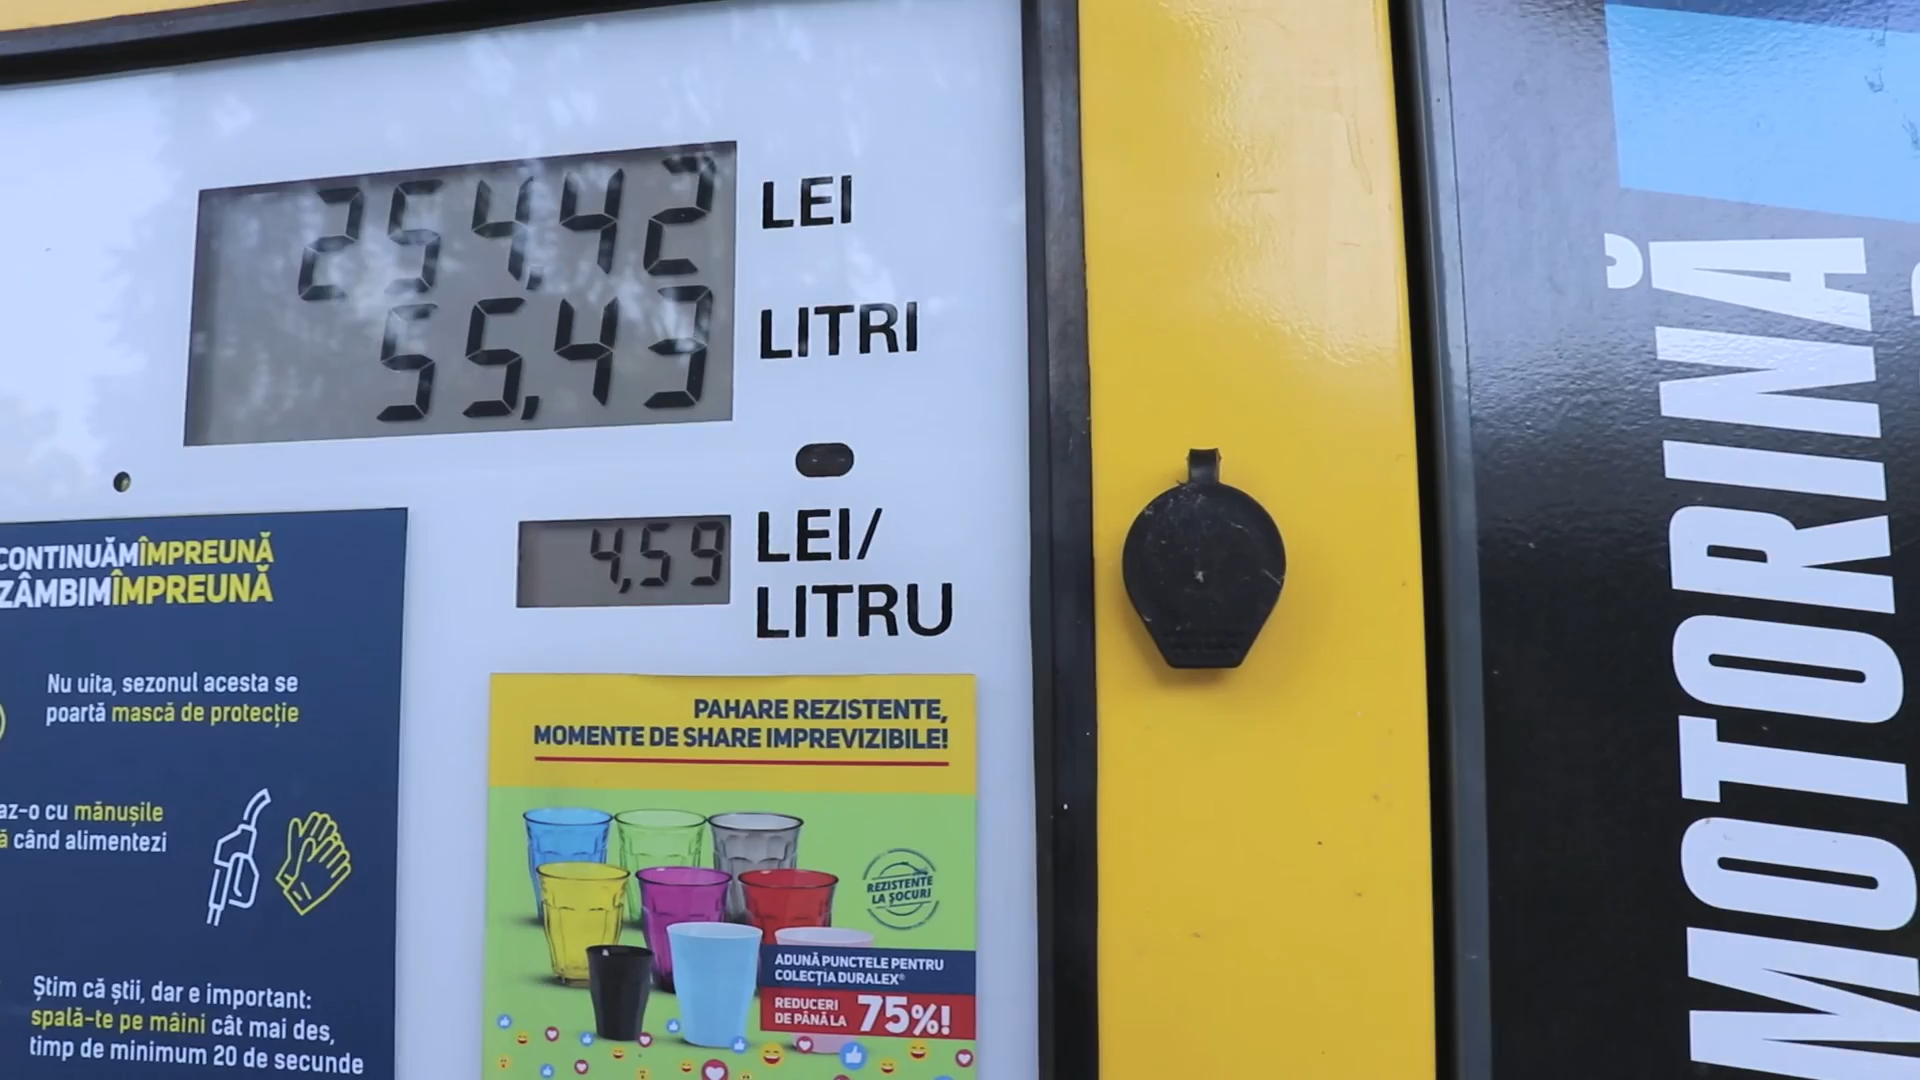 254,42 LEI
55,43 LITRI
4,59 LEI/
LITRU
CONTINUĂMÎMPREUNĂ
ZÂMBIMÎMPREUNĂ
Nu uita, sezonul acesta se
poartă mască de protecție
az-o cu mănușile
ă când alimentezi
Știm că știi, dar e important:
spală-te pe mâini cât mai des,
timp de minimum 20 de secunde
PAHARE REZISTENTE,
MOMENTE DE SHARE IMPREVIZIBILE!
REZISTENTE
LA ȘOCURI
ADUNĂ PUNCTELE PENTRU
COLECȚIA DURALEX®
REDUCERI
DE PÂNĂ LA 75%!
MOTORINĂ